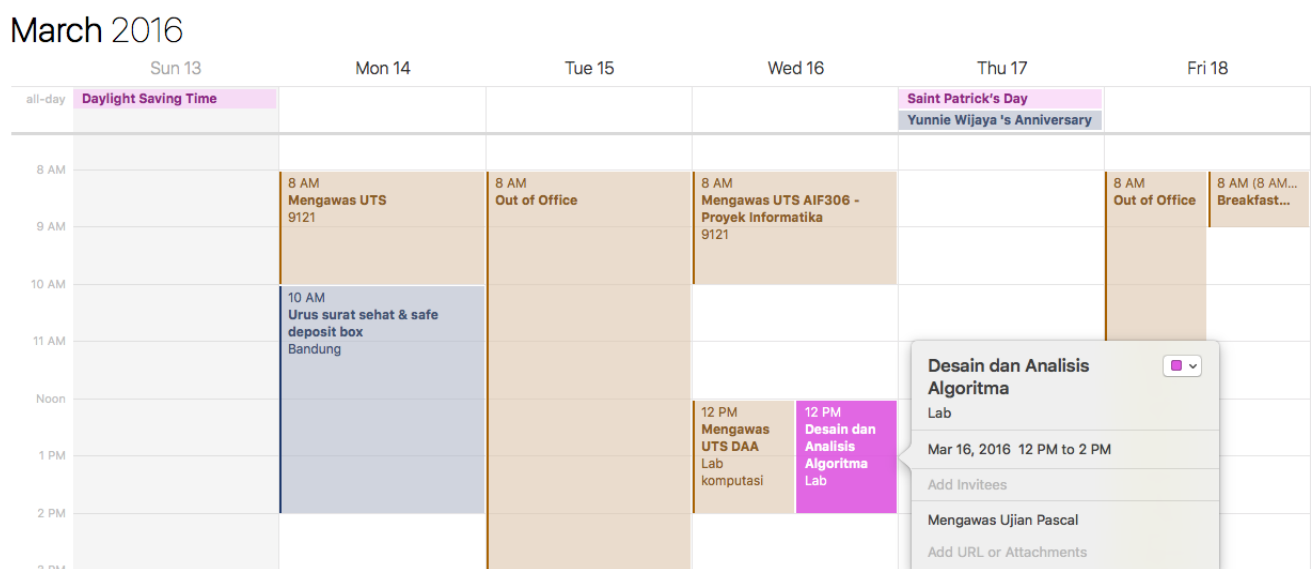 March 2016
Sun 13
Mon 14
Tue 15
Wed 16
Thu 17
Fri 18
all-day
Daylight Saving Time
Saint Patrick's Day
Yunnie Wijaya 's Anniversary
8 AM
9 AM
10 AM
11 AM
Noon
1 PM
2 PM
8 AM
Mengawas UTS
9121
10 AM
Urus surat sehat & safe
deposit box
Bandung
8 AM
Out of Office
8 AM
Mengawas UTS AIF306 -
Proyek Informatika
9121
12 PM
Mengawas
UTS DAA
Lab
komputasi
12 PM
Desain dan
Analisis
Algoritma
Lab
8 AM
Out of Office
8 AM (8 AM...
Breakfast...
Desain dan Analisis
Algoritma
Lab
Mar 16, 2016 12 PM to 2 PM
Add Invitees
Mengawas Ujian Pascal
Add URL or Attachments